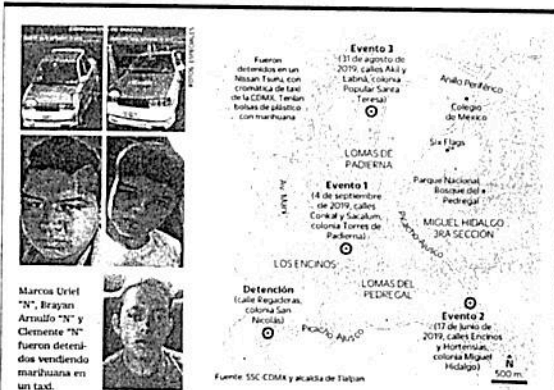 FOTOS: ESPECIALES
Marcos Uriel
"N", Brayan
Arnulfo "N" y
Clemente "N"
fueron deteni-
dos vendiendo
marihuana en
un taxi.
Fueron
detenidos en un
Nissan Tsuru, con
cromática de taxi
de la CDMX. Tenían
bolsas de plástico
con marihuana
Evento 3
(31 de agosto de
2019, calles Akil y
Labná, colonia
Popular Santa
Teresa)
Anillo Periférico
Colegio
de México
Six Flags
LOMAS DE
PADIERNA
Parque Nacional
Bosque del
Pedregal
Evento 1
(4 de septiembre
de 2019, calles
Conkal y Sacalum,
colonia Torres de
Padierna)
MIGUEL HIDALGO
3RA SECCIÓN
Picacho Ajusco
LOS ENCINOS
LOMAS DEL
PEDREGAL
Detención
(calle Regaderas,
colonia San
Nicolás)
Picacho Ajusco
Evento 2
(17 de junio de
2019, calles Encinos
y Hortensias,
colonia Miguel
Hidalgo)
N
500 m.
Fuente: SSC-CDMX y alcaldía de Tlalpan